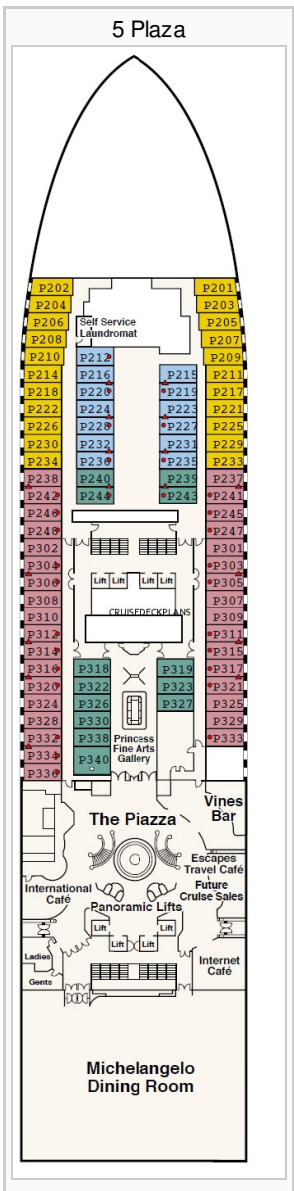 5 Plaza
P202 P201
P204 P203
P206 Self Service P205
P208 Laundromat P207
P210 P212 P209
P214 P216 P215 P211
P218 P220 P219 P217
P222 P224 P223 P221
P226 P228 P227 P225
P230 P232 P231 P229
P234 P236 P235 P233
P238 P240 P239 P237
P242 P244 P243 P241
P246 P245
P248 P247
P302 P301
P304 P303
P306 Lift Lift Lift Lift P305
P308 P307
P310 CRUISEDECKPLANS P309
P312 P311
P314 P315
P316 P318 P319 P317
P320 P322 P323 P321
P324 P326 P327 P325
P328 P330 P329
P332 P338 Princess P333
P334 P340 Fine Arts
P336 Gallery
Vines
Bar
The Piazza
Escapes
Travel Café
International
Café
Future
Cruise Sales
Panoramic Lifts
Lift Lift
Lift Lift
Ladies
Gents
Internet
Café
Michelangelo
Dining Room